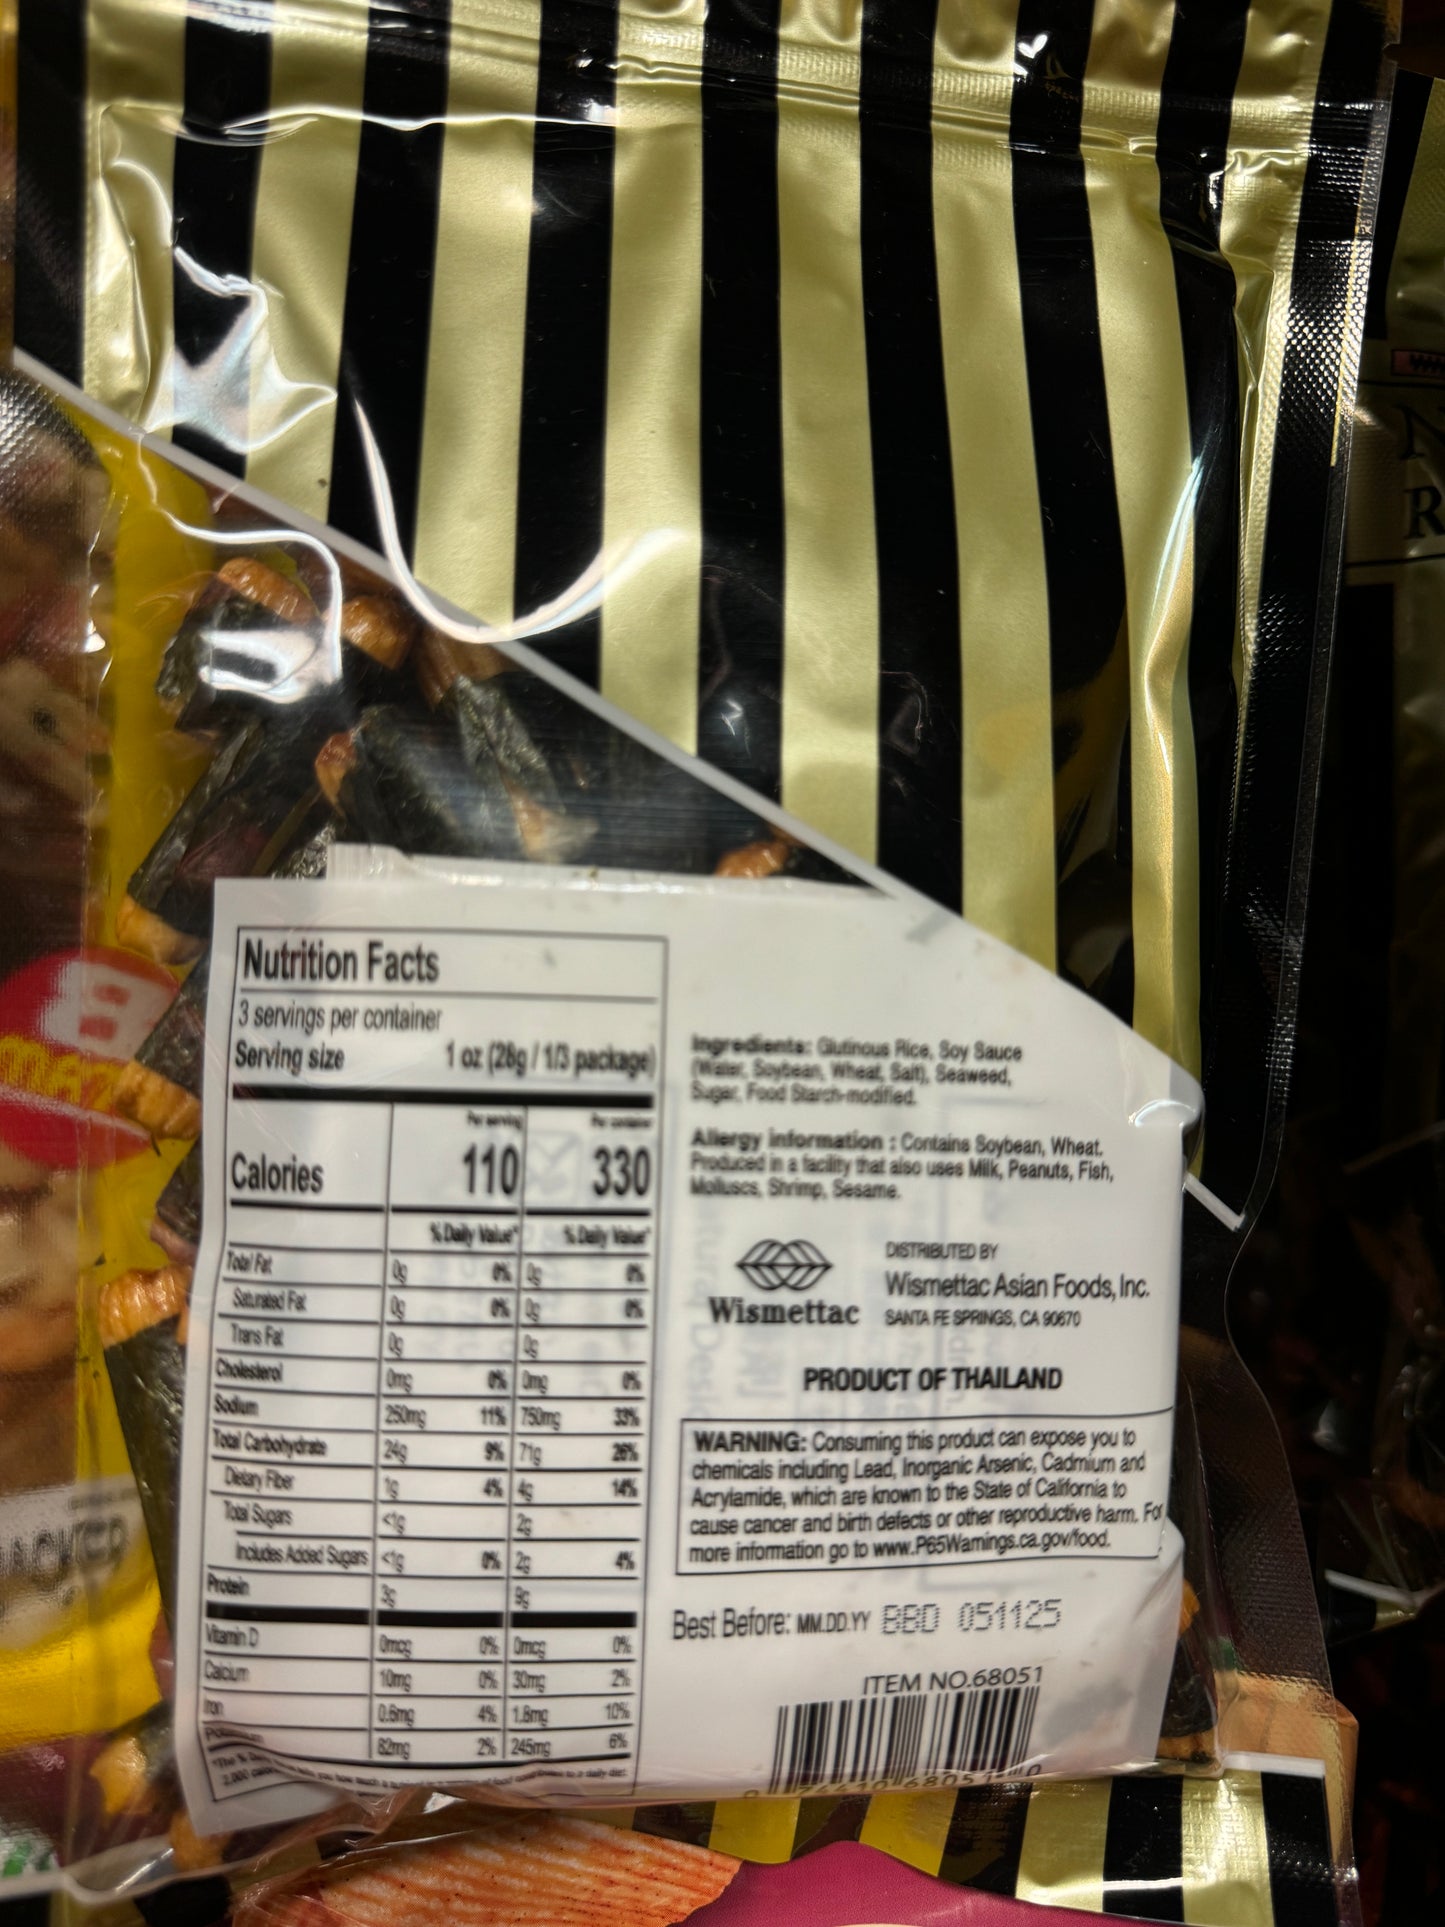 Nutrition Facts
3 servings per container
Serving size 1 oz (28g / 1/3 package)
Per serving Per container
Calories 110 330
% Daily Value* % Daily Value*
Total Fat 0g 0% 0g 0%
Saturated Fat 0g 0% 0g 0%
Trans Fat 0g 0g
Cholesterol 0mg 0% 0mg 0%
Sodium 250mg 11% 750mg 33%
Total Carbohydrate 24g 9% 71g 26%
Dietary Fiber 1g 4% 4g 14%
Total Sugars <1g 2g
Includes Added Sugars <1g 0% 2g 4%
Protein 3g 9g
Vitamin D 0mcg 0% 0mcg 0%
Calcium 10mg 0% 30mg 2%
Iron 0.6mg 4% 1.8mg 10%
Potassium 82mg 2% 245mg 6%
Ingredients: Glutinous Rice, Soy Sauce
(Water, Soybean, Wheat, Salt), Seaweed,
Sugar, Food Starch-modified.
Allergy information : Contains Soybean, Wheat.
Produced in a facility that also uses Milk, Peanuts, Fish,
Molluscs, Shrimp, Sesame.
Wismettac
DISTRIBUTED BY
Wismettac Asian Foods, Inc.
SANTA FE SPRINGS, CA 90670
PRODUCT OF THAILAND
WARNING: Consuming this product can expose you to
chemicals including Lead, Inorganic Arsenic, Cadmium and
Acrylamide, which are known to the State of California to
cause cancer and birth defects or other reproductive harm. For
more information go to www.P65Warnings.ca.gov/food.
Best Before: MM.DD.YY BBD 051125
ITEM NO.68051